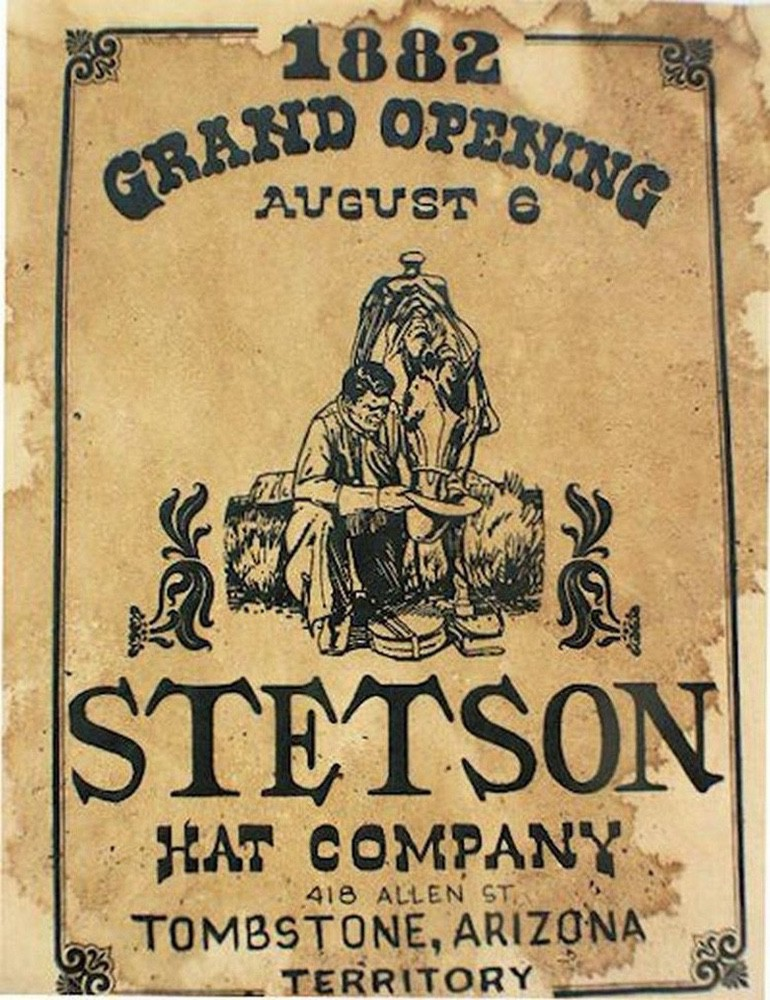 1882
GRAND OPENING
AUGUST 6
STETSON
HAT COMPANY
418 ALLEN ST.
TOMBSTONE, ARIZONA
TERRITORY